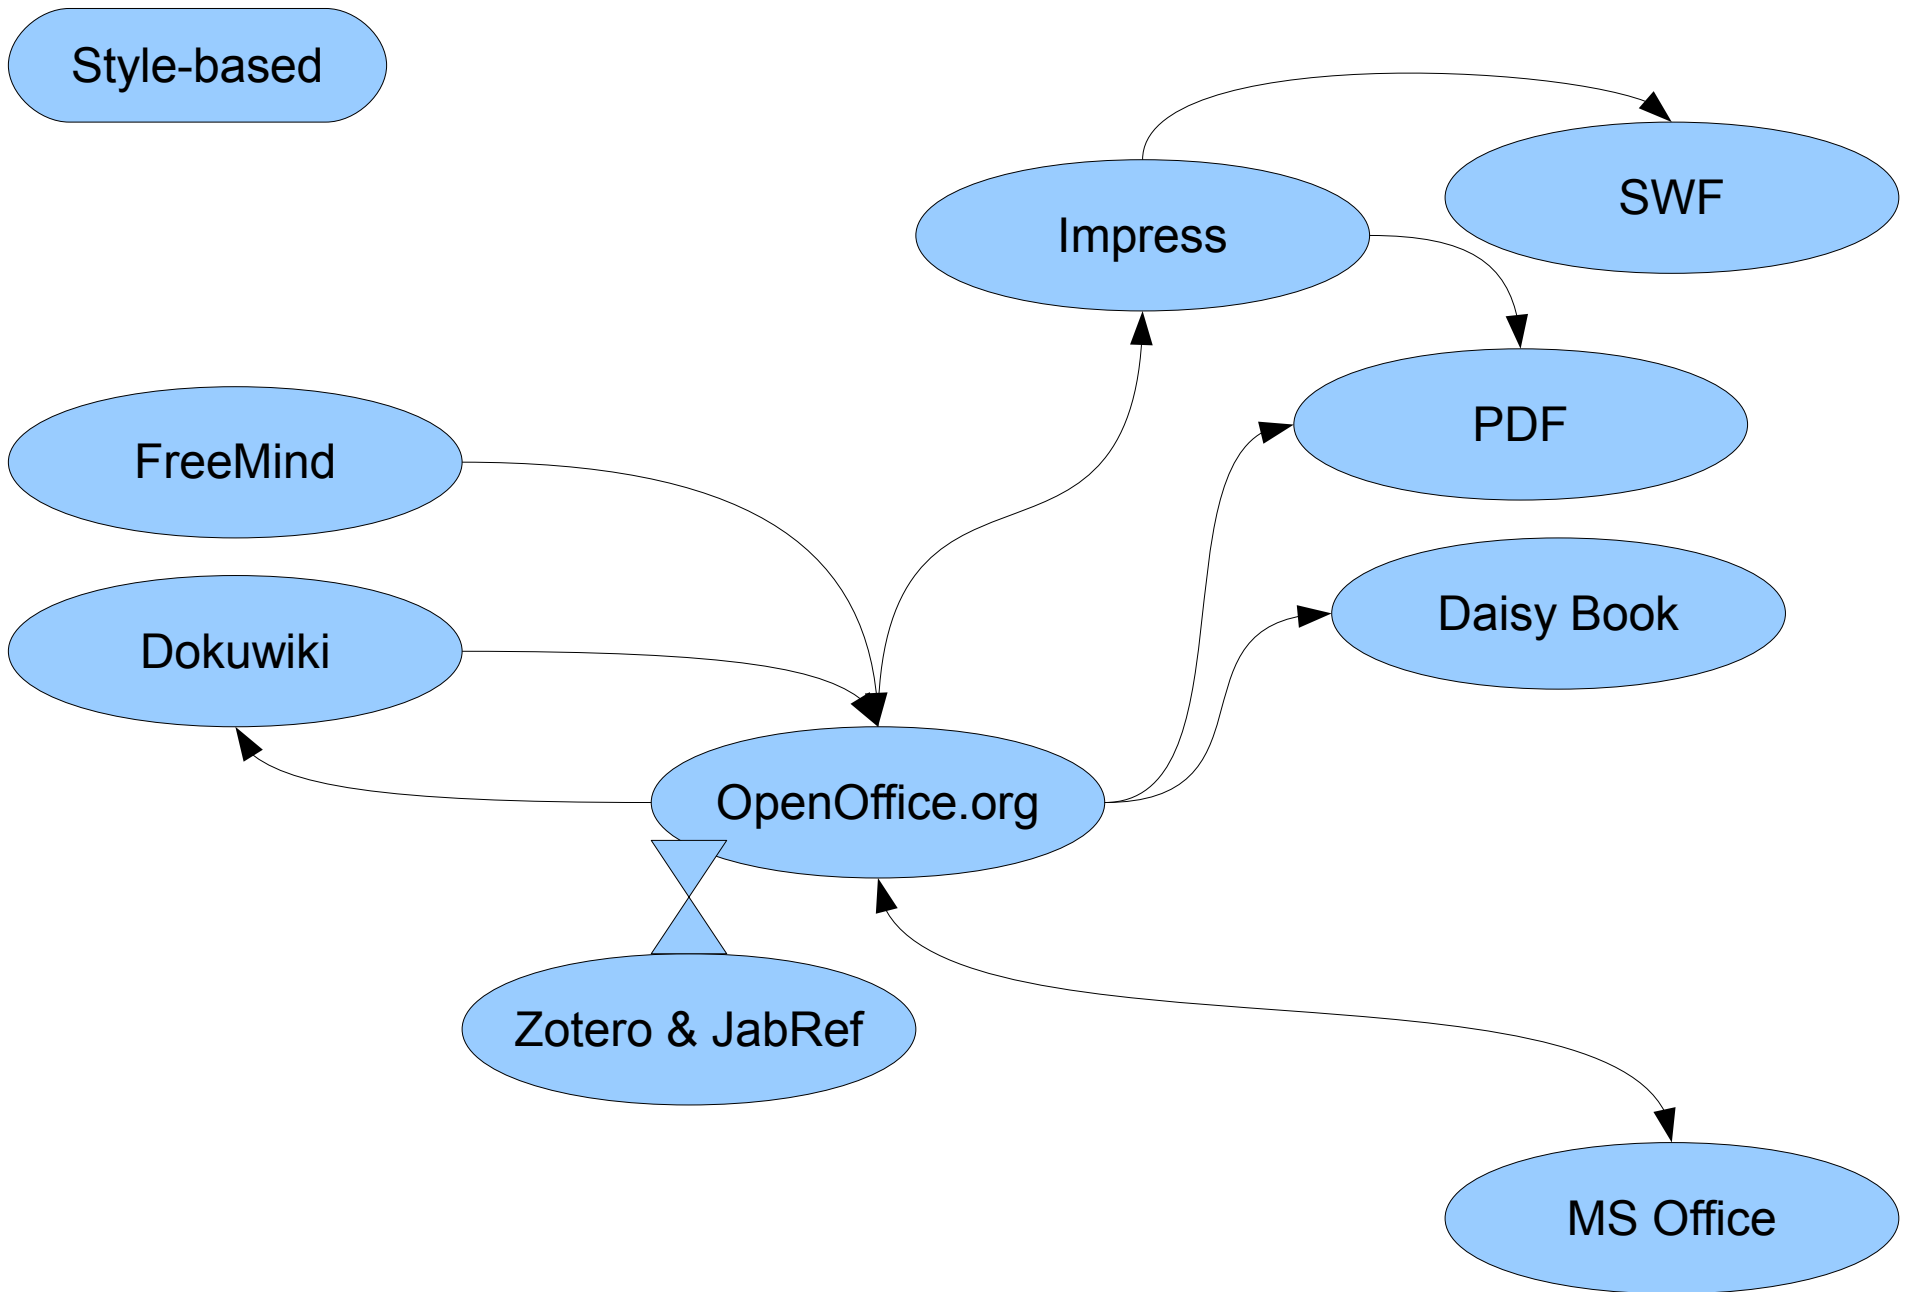 Style-based
SWF
Impress
PDF
FreeMind
Daisy Book
Dokuwiki
OpenOffice.org
Zotero & JabRef
MS Office